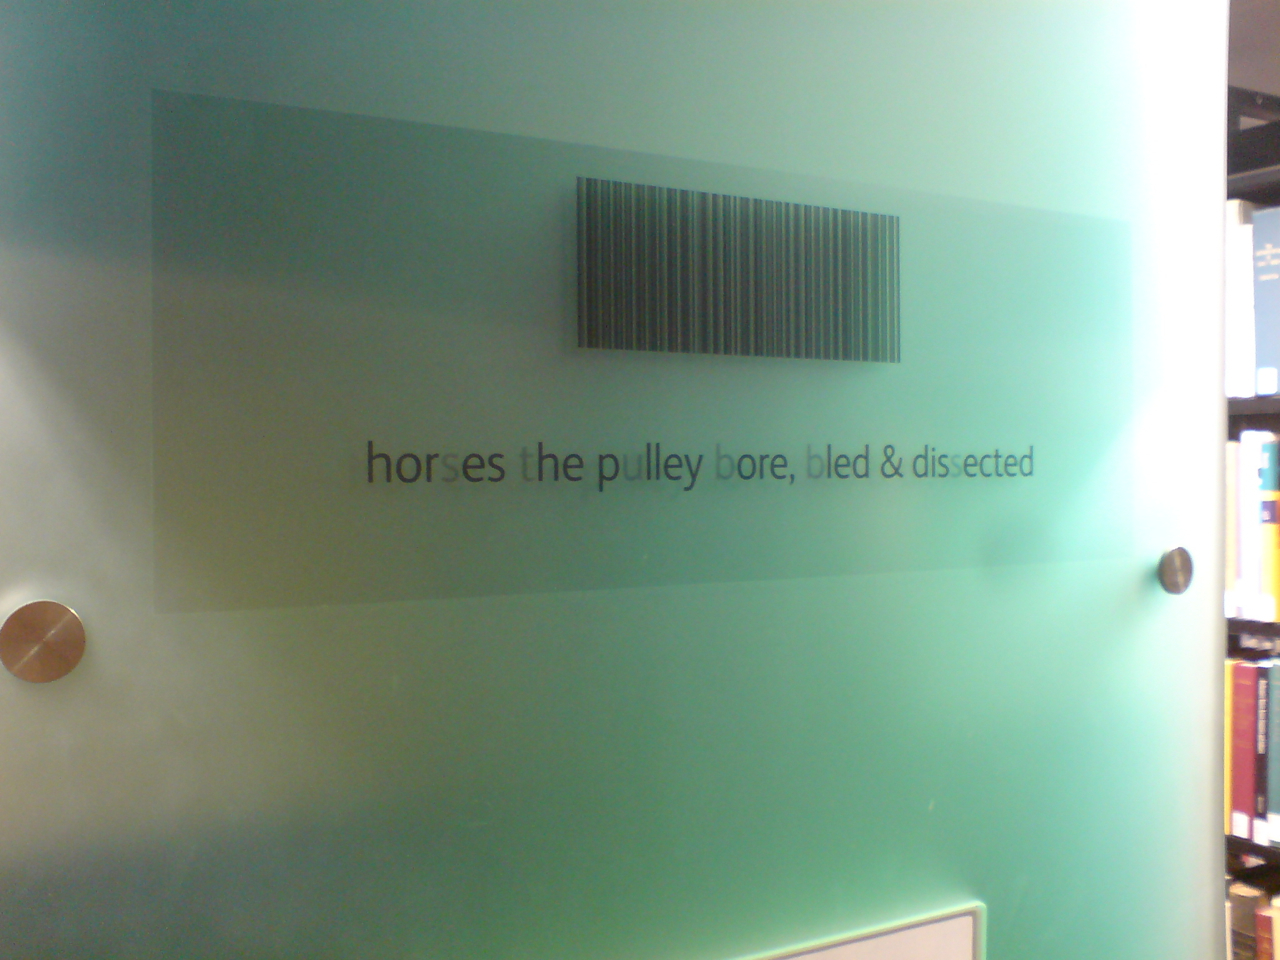 horses the pulley bore, bled & dissected